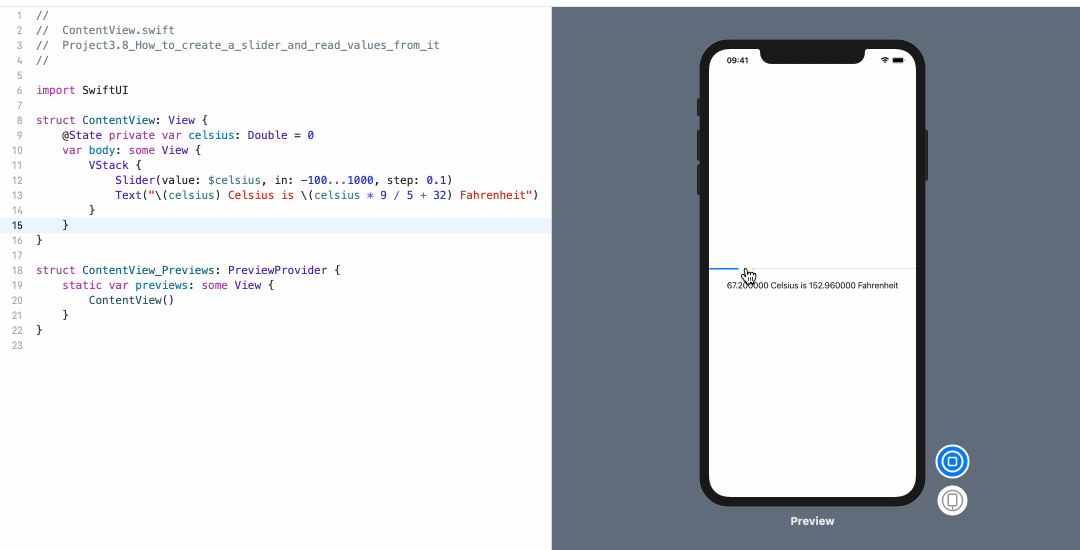 1 //
2 //  ContentView.swift
3 //  Project3.8_How_to_create_a_slider_and_read_values_from_it
4 //
5
6 import SwiftUI
7
8 struct ContentView: View {
9     @State private var celsius: Double = 0
10     var body: some View {
11         VStack {
12             Slider(value: $celsius, in: -100...1000, step: 0.1)
13             Text("\(celsius) Celsius is \(celsius * 9 / 5 + 32) Fahrenheit")
14         }
15     }
16 }
17
18 struct ContentView_Previews: PreviewProvider {
19     static var previews: some View {
20         ContentView()
21     }
22 }
23
09:41
67.200000 Celsius is 152.960000 Fahrenheit
Preview